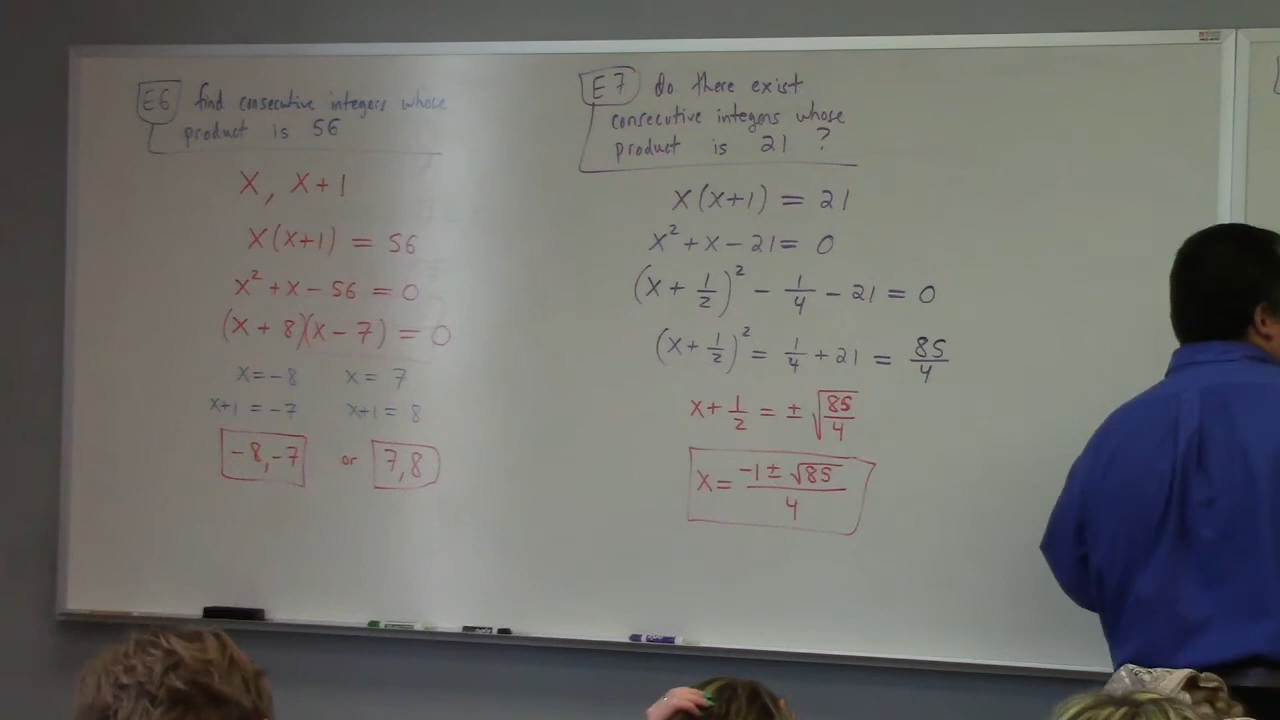 E6 find consecutive integers whose
product is 56
X, X+1
X(X+1) = 56
x² + x - 56 = 0
(x + 8)(x - 7) = 0
x = -8 x = 7
x+1 = -7 x+1 = 8
-8, -7 or 7, 8
E7 do there exist
consecutive integers whose
product is 21 ?
X(X+1) = 21
x² + x - 21 = 0
(x + 1/2)² - 1/4 - 21 = 0
(x + 1/2)² = 1/4 + 21 = 85/4
x + 1/2 = ± √(85/4)
x = (-1 ± √85)/4